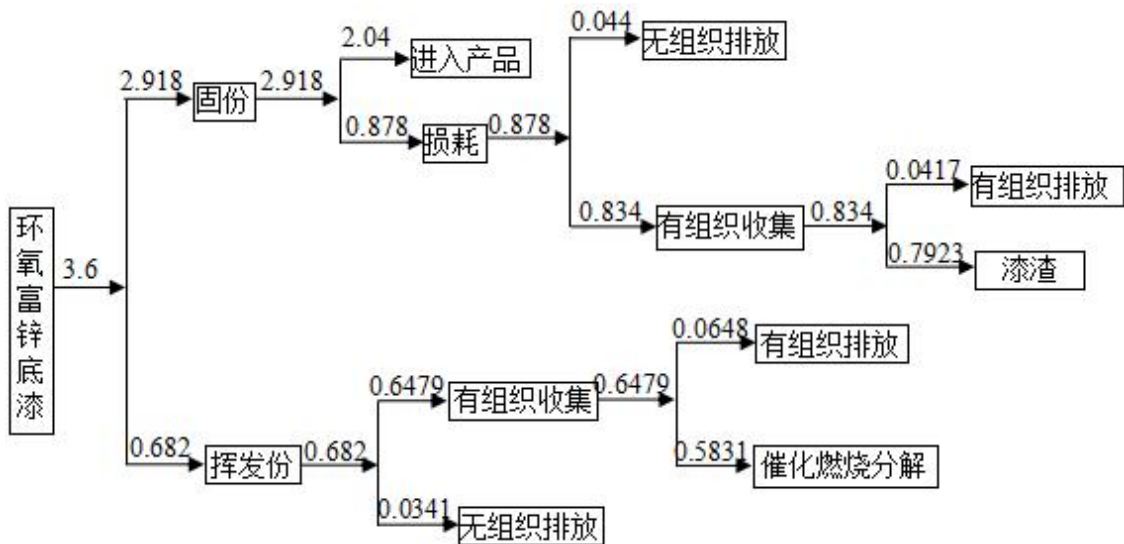 0.044
无组织排放
2.04
进入产品
2.918
固份
2.918
0.878
损耗
0.878
0.0417
有组织排放
0.834
有组织收集
0.834
0.7923
漆渣
环氧富锌底漆
3.6
0.0648
有组织排放
0.6479
有组织收集
0.6479
0.5831
催化燃烧分解
0.682
挥发份
0.682
0.0341
无组织排放